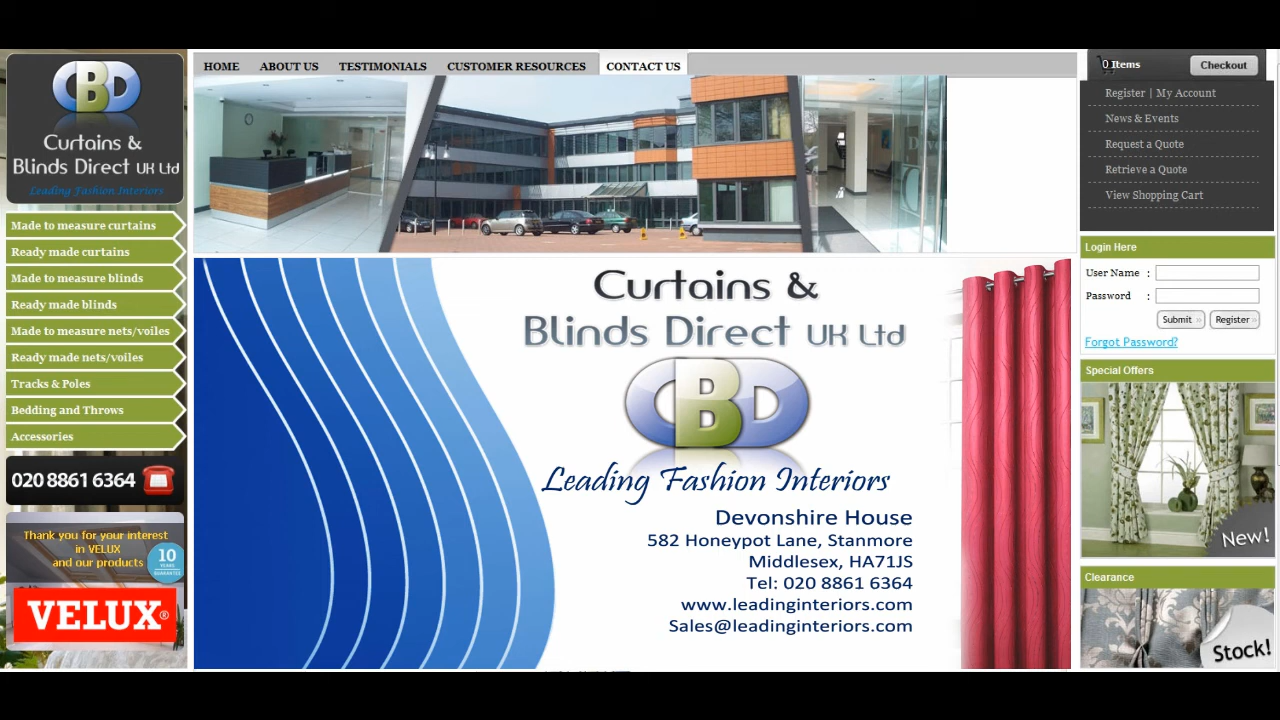 CBD
Curtains &
Blinds Direct UK Ltd
Leading Fashion Interiors
Made to measure curtains
Ready made curtains
Made to measure blinds
Ready made blinds
Made to measure nets/voiles
Ready made nets/voiles
Tracks & Poles
Bedding and Throws
Accessories
020 8861 6364
Thank you for your interest
in VELUX
and our products
10
YEARS
GUARANTEE
VELUX®
HOME ABOUT US TESTIMONIALS CUSTOMER RESOURCES CONTACT US
Curtains &
Blinds Direct UK Ltd
CBD
Leading Fashion Interiors
Devonshire House
582 Honeypot Lane, Stanmore
Middlesex, HA71JS
Tel: 020 8861 6364
www.leadinginteriors.com
Sales@leadinginteriors.com
0 Items Checkout
Register | My Account
News & Events
Request a Quote
Retrieve a Quote
View Shopping Cart
Login Here
User Name :
Password :
Submit » Register »
Forgot Password?
Special Offers
New!
Clearance
Stock!